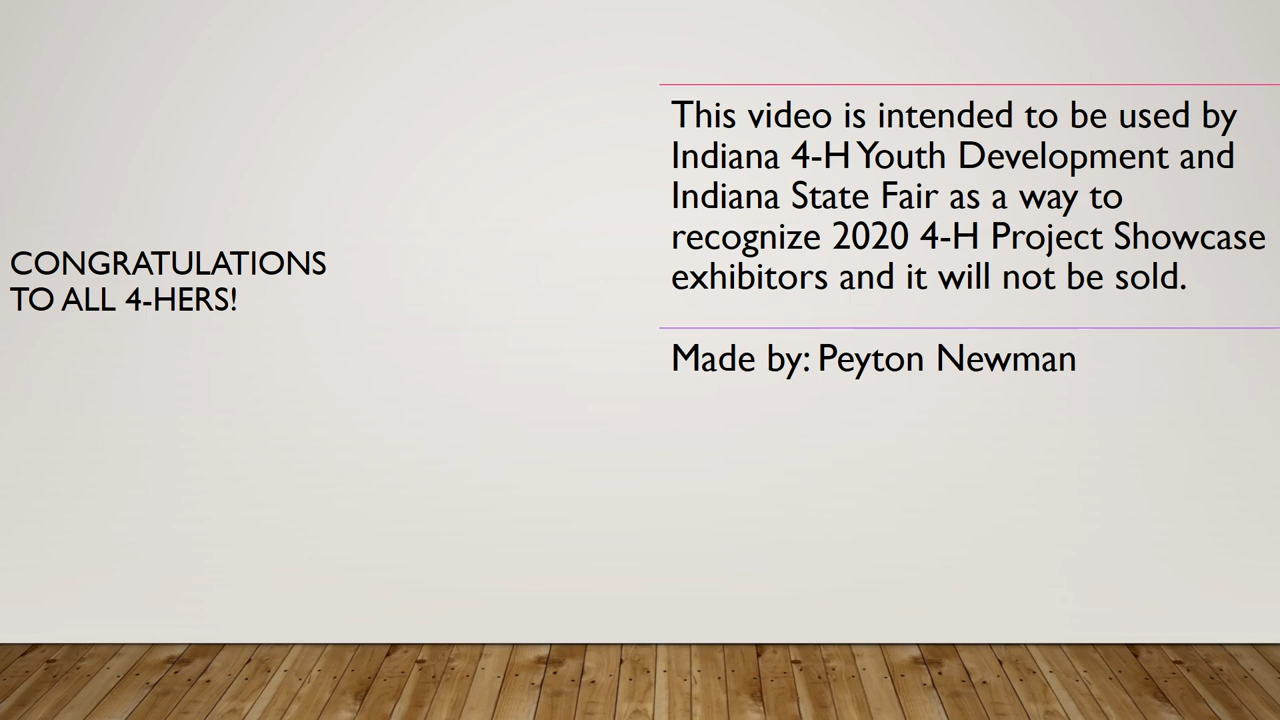 CONGRATULATIONS
TO ALL 4-HERS!
This video is intended to be used by
Indiana 4-H Youth Development and
Indiana State Fair as a way to
recognize 2020 4-H Project Showcase
exhibitors and it will not be sold.
Made by: Peyton Newman